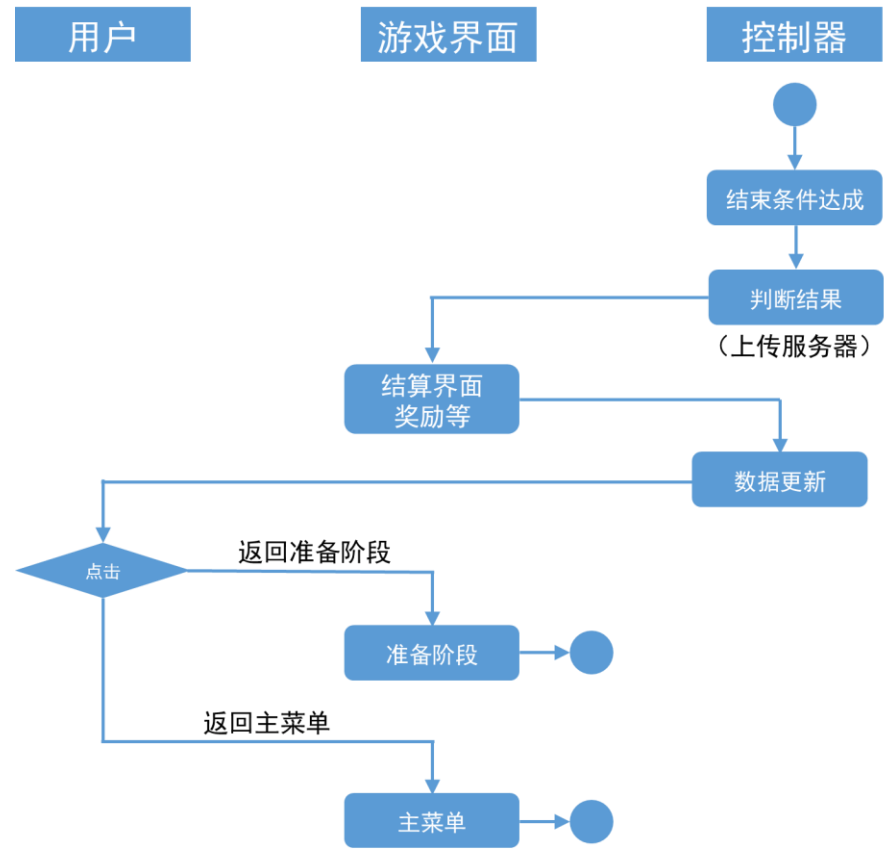 用户
游戏界面
控制器
结束条件达成
判断结果
（上传服务器）
结算界面
奖励等
数据更新
点击
返回准备阶段
准备阶段
返回主菜单
主菜单